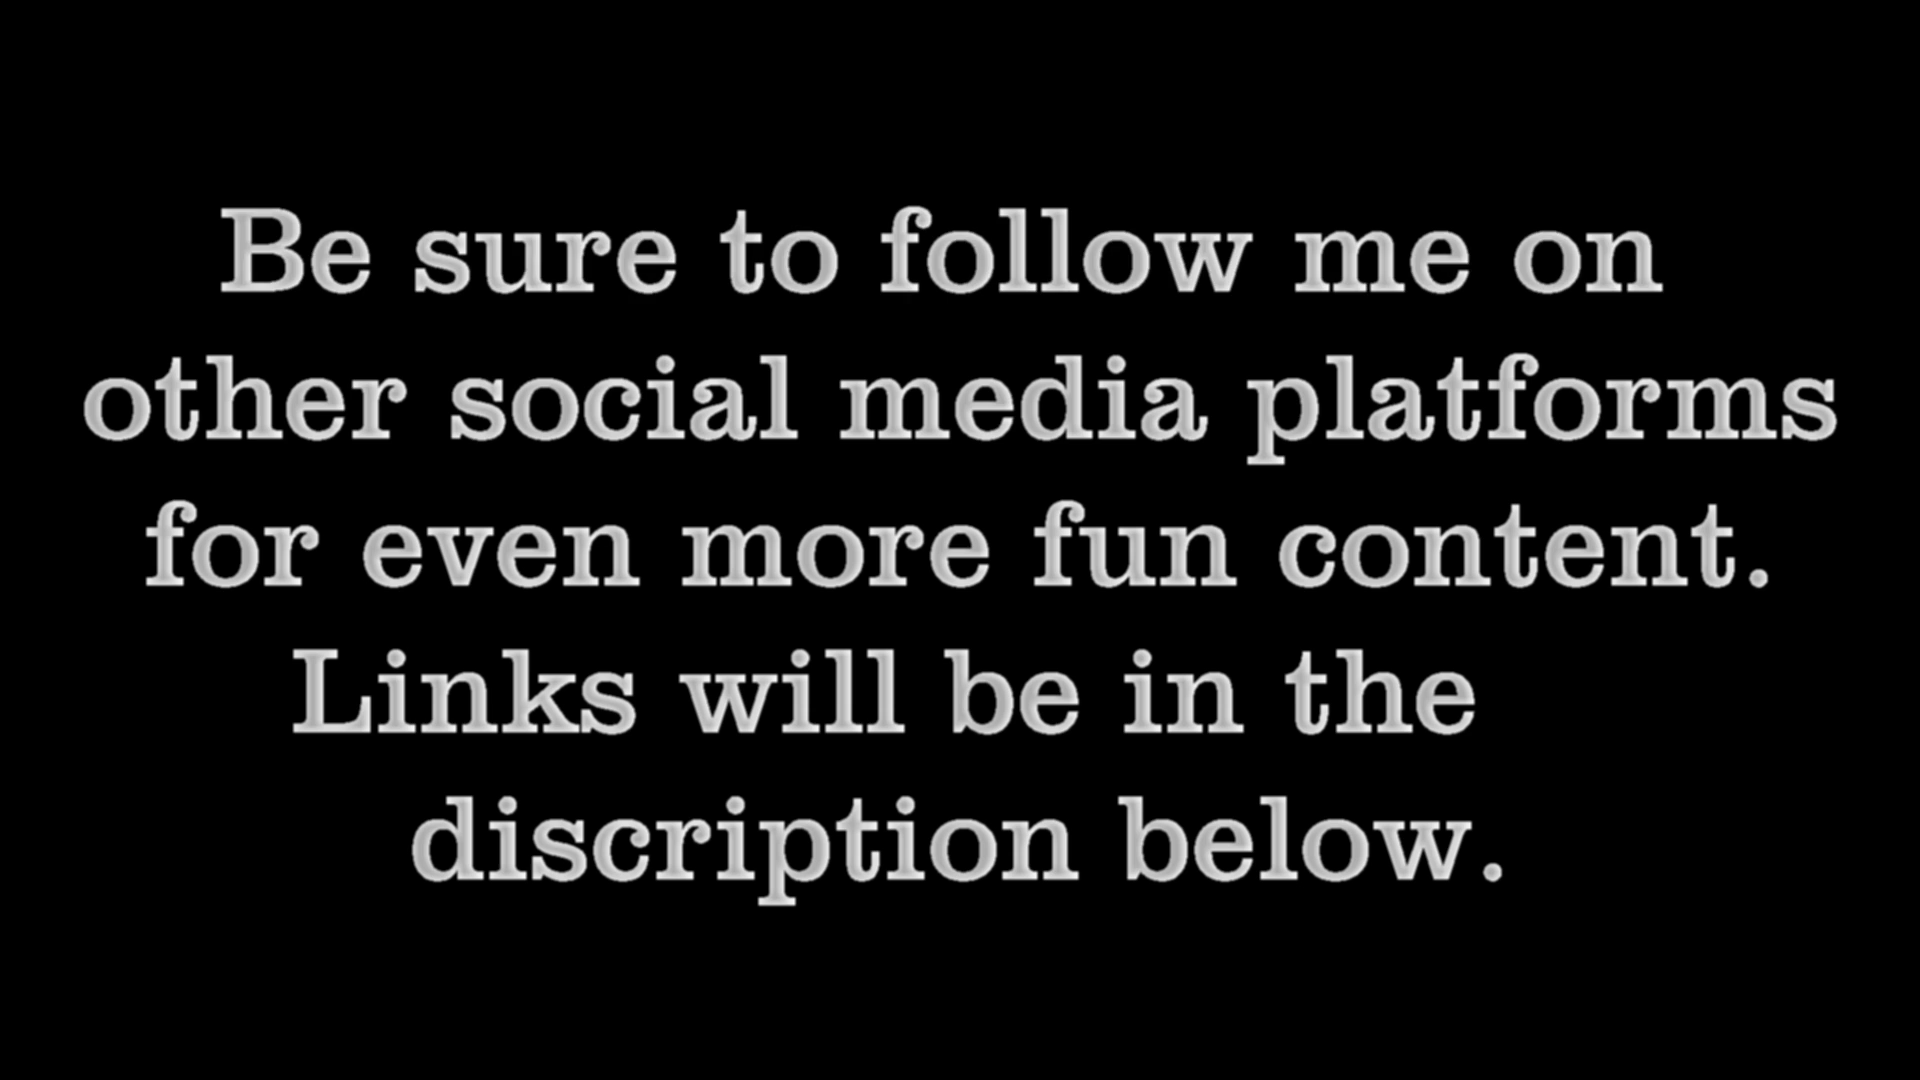 Be sure to follow me on
other social media platforms
for even more fun content.
Links will be in the
discription below.